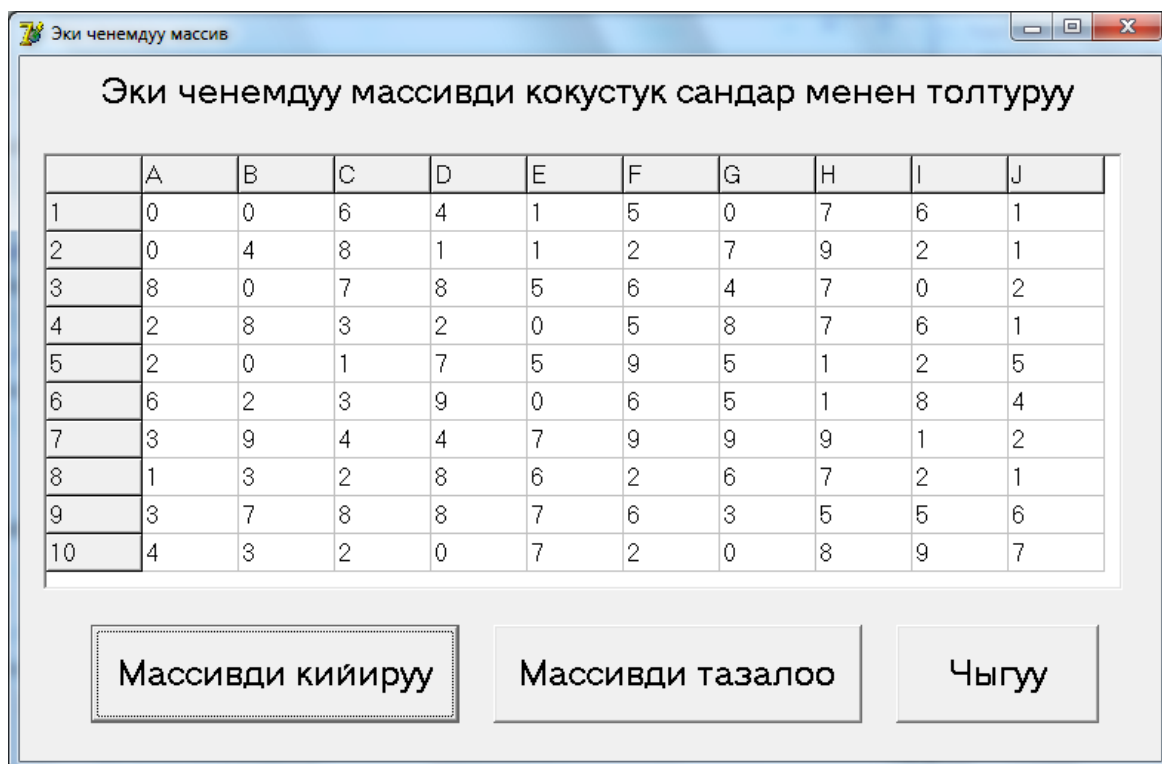 Эки ченемдуу массив
Эки ченемдуу массивди кокустук сандар менен толтуруу
A B C D E F G H I J
1 0 0 6 4 1 5 0 7 6 1
2 0 4 8 1 1 2 7 9 2 1
3 8 0 7 8 5 6 4 7 0 2
4 2 8 3 2 0 5 8 7 6 1
5 2 0 1 7 5 9 5 1 2 5
6 6 2 3 9 0 6 5 1 8 4
7 3 9 4 4 7 9 9 9 1 2
8 1 3 2 8 6 2 6 7 2 1
9 3 7 8 8 7 6 3 5 5 6
10 4 3 2 0 7 2 0 8 9 7
Массивди кийируу Массивди тазалоо Чыгуу